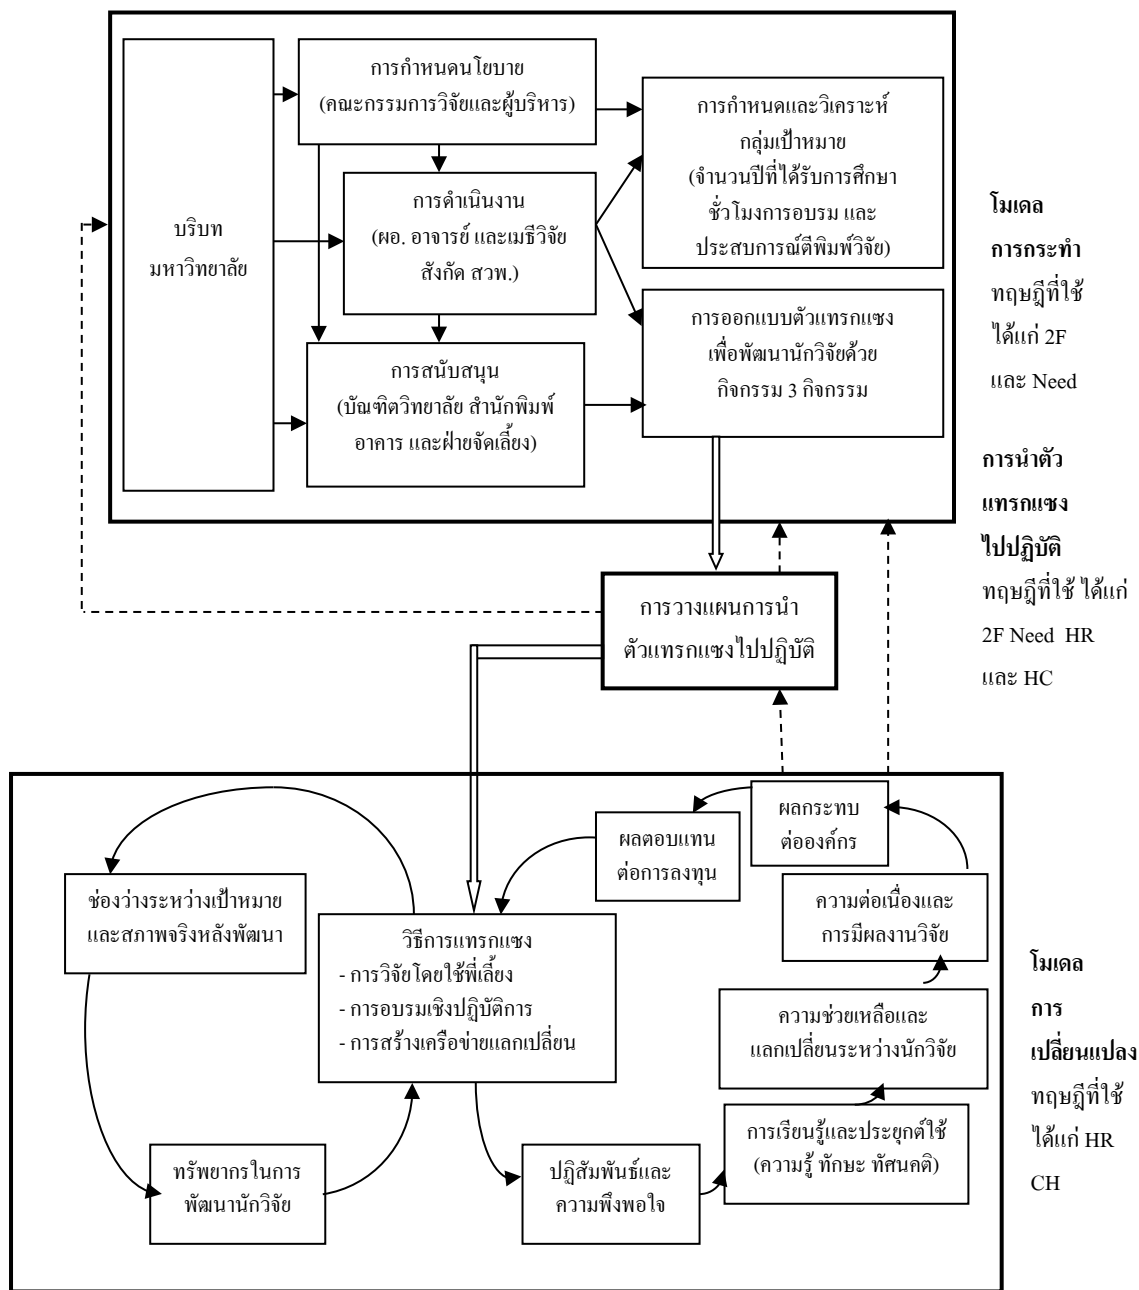 การกำหนดนโยบาย
(คณะกรรมการวิจัยและผู้บริหาร)
บริบท
มหาวิทยาลัย
การดำเนินงาน
(ผอ. อาจารย์ และเมธีวิจัย
สังกัด สวพ.)
การสนับสนุน
(บัณฑิตวิทยาลัย สำนักพิมพ์
อาคาร และฝ่ายจัดเลี้ยง)
การกำหนดและวิเคราะห์
กลุ่มเป้าหมาย
(จำนวนปีที่ได้รับการศึกษา
ชั่วโมงการอบรม และ
ประสบการณ์ตีพิมพ์วิจัย)
การออกแบบตัวแทรกแซง
เพื่อพัฒนานักวิจัยด้วย
กิจกรรม 3 กิจกรรม
โมเดล
การกระทำ
ทฤษฎีที่ใช้
ได้แก่ 2F
และ Need
การนำตัว
แทรกแซง
ไปปฏิบัติ
ทฤษฎีที่ใช้ ได้แก่
2F Need HR
และ HC
การวางแผนการนำ
ตัวแทรกแซงไปปฏิบัติ
ผลกระทบ
ต่อองค์กร
ผลตอบแทน
ต่อการลงทุน
ช่องว่างระหว่างเป้าหมาย
และสภาพจริงหลังพัฒนา
วิธีการแทรกแซง
- การวิจัยโดยใช้พี่เลี้ยง
- การอบรมเชิงปฏิบัติการ
- การสร้างเครือข่ายแลกเปลี่ยน
ความต่อเนื่องและ
การมีผลงานวิจัย
ความช่วยเหลือและ
แลกเปลี่ยนระหว่างนักวิจัย
การเรียนรู้และประยุกต์ใช้
(ความรู้ ทักษะ ทัศนคติ)
ทรัพยากรในการ
พัฒนานักวิจัย
ปฏิสัมพันธ์และ
ความพึงพอใจ
โมเดล
การ
เปลี่ยนแปลง
ทฤษฎีที่ใช้
ได้แก่ HR
CH